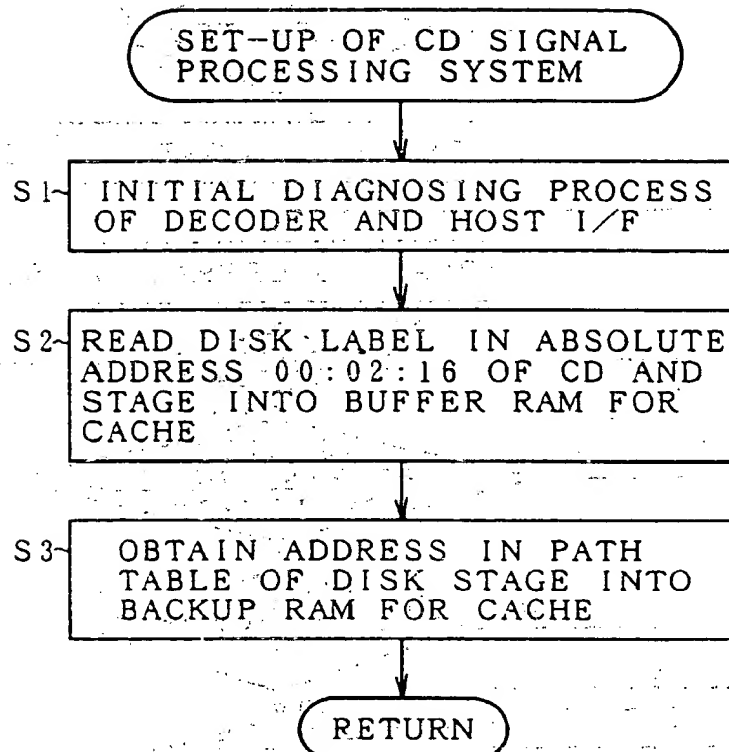 SET-UP OF CD SIGNAL
PROCESSING SYSTEM
S1
INITIAL DIAGNOSING PROCESS
OF DECODER AND HOST I/F
S2
READ DISK LABEL IN ABSOLUTE
ADDRESS 00:02:16 OF CD AND
STAGE INTO BUFFER RAM FOR
CACHE
S3
OBTAIN ADDRESS IN PATH
TABLE OF DISK STAGE INTO
BACKUP RAM FOR CACHE
RETURN